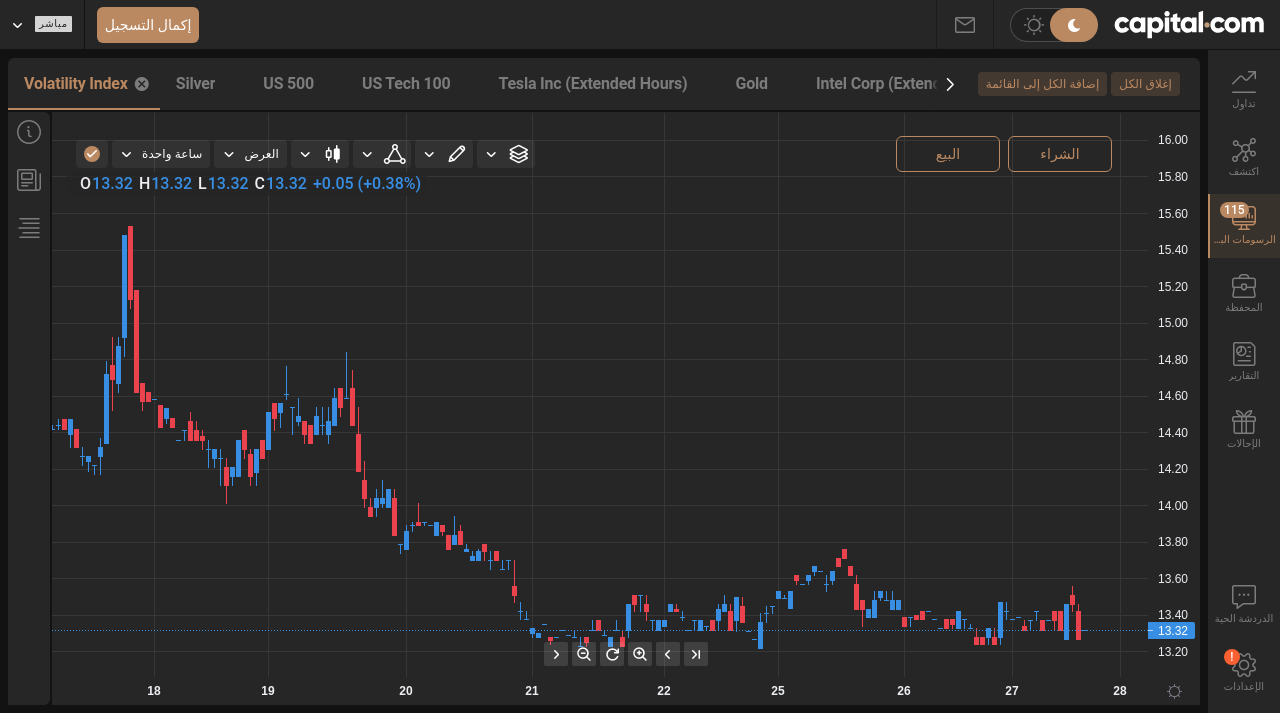 capital.com
إكمال التسجيل
مباشر
Volatility Index
Silver
US 500
US Tech 100
Tesla Inc (Extended Hours)
Gold
Intel Corp (Extend
إضافة الكل إلى القائمة
إغلاق الكل
ساعة واحدة
العرض
البيع
الشراء
O13.32 H13.32 L13.32 C13.32 +0.05 (+0.38%)
16.00
15.80
15.60
15.40
15.20
15.00
14.80
14.60
14.40
14.20
14.00
13.80
13.60
13.40
13.32
13.20
18 19 20 21 22 25 26 27 28
تداول
اكتشف
115
الرسومات الب...
المحفظة
التقارير
الإحالات
الدردشة الحية
!
الإعدادات